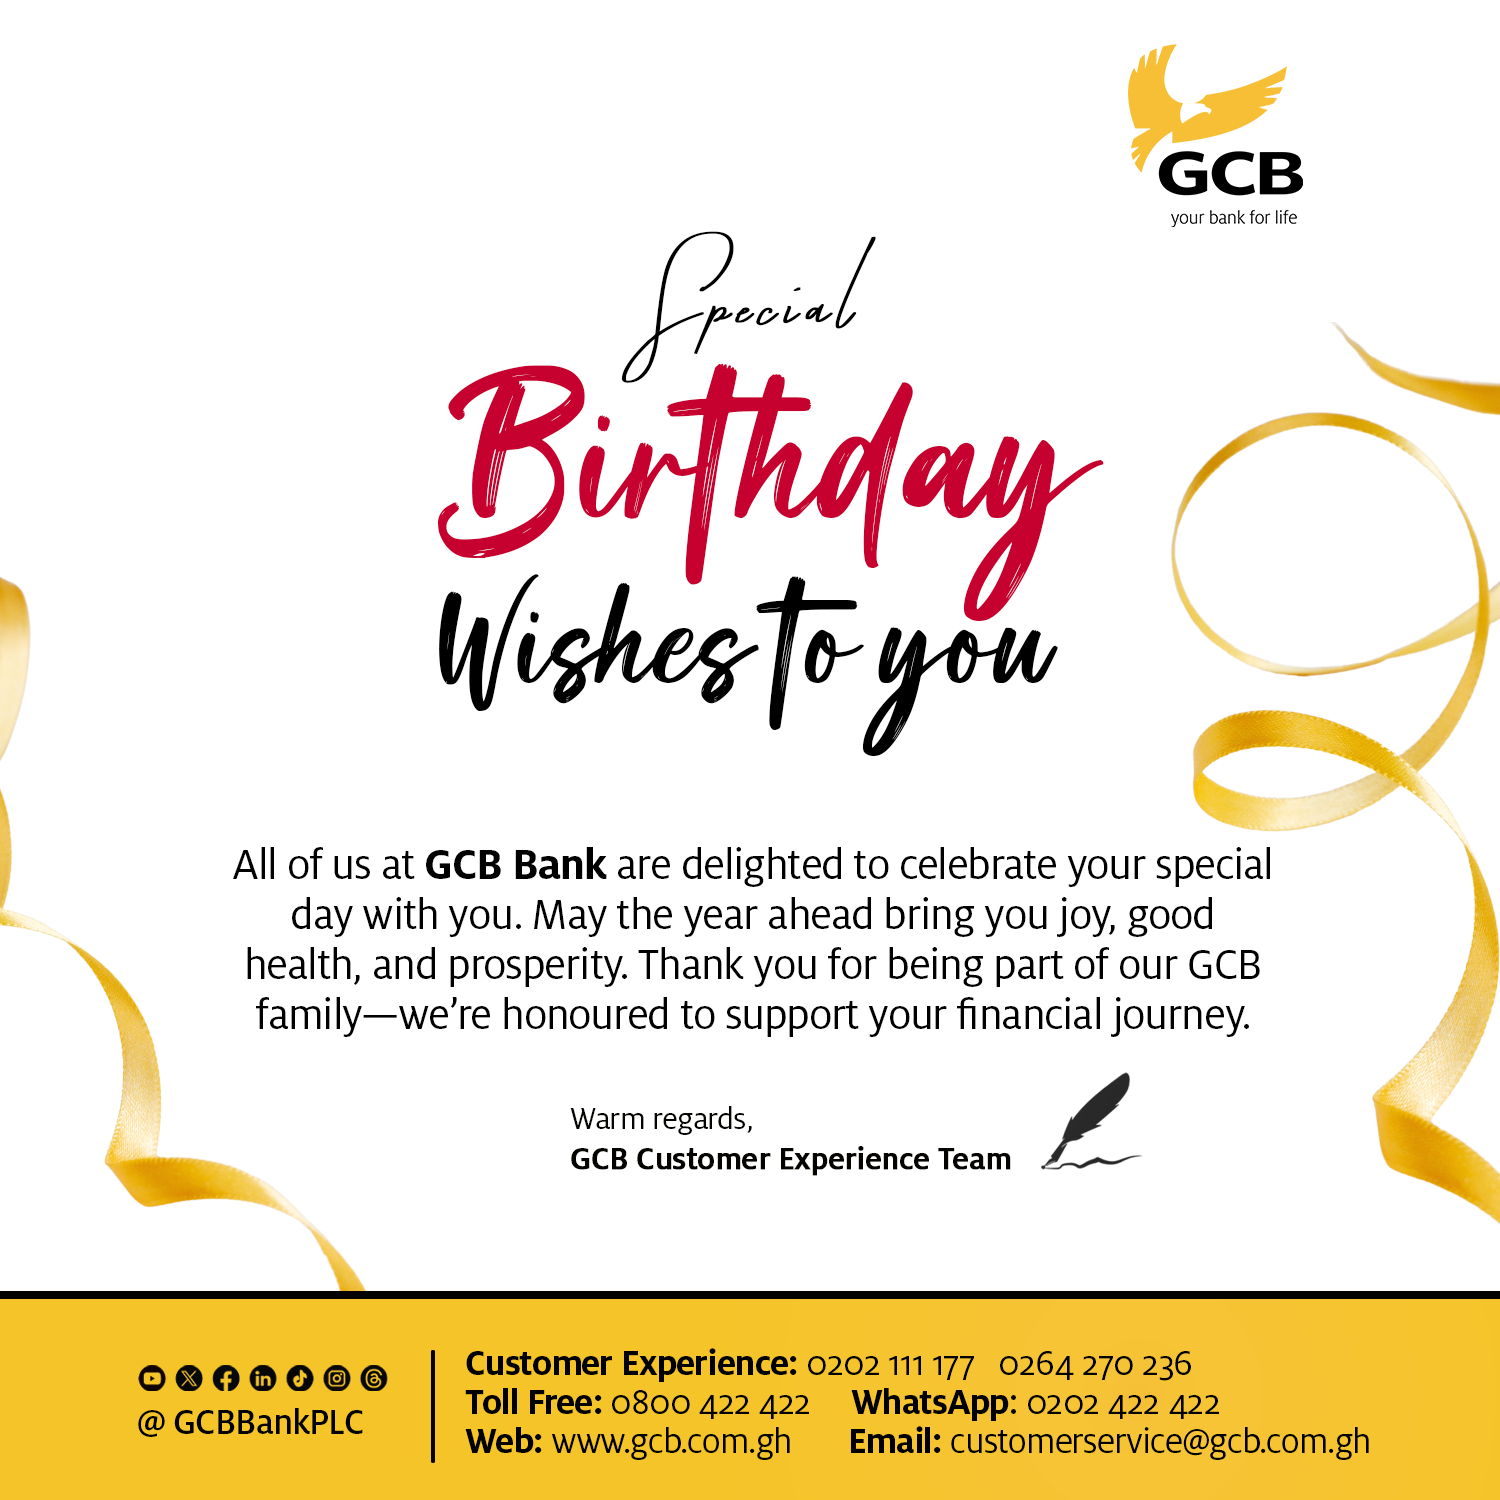 GCB
your bank for life
Special
Birthday
Wishes to you
All of us at GCB Bank are delighted to celebrate your special
day with you. May the year ahead bring you joy, good
health, and prosperity. Thank you for being part of our GCB
family—we’re honoured to support your financial journey.
Warm regards,
GCB Customer Experience Team
@ GCBBankPLC
Customer Experience: 0202 111 177 0264 270 236
Toll Free: 0800 422 422 WhatsApp: 0202 422 422
Web: www.gcb.com.gh Email: customerservice@gcb.com.gh